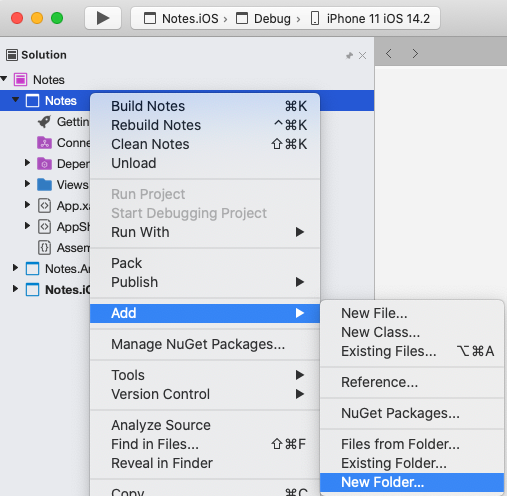 Notes.iOS › Debug › iPhone 11 iOS 14.2
Solution
Notes
Notes
Gettin
Conne
Depe
Views
App.xa
AppSh
Assem
Notes.An
Notes.iO
Build Notes ⌘K
Rebuild Notes ^⌘K
Clean Notes ⇧⌘K
Unload
Run Project
Start Debugging Project
Run With
Pack
Publish
Add
Manage NuGet Packages...
Tools
Version Control
Analyze Source
Find in Files... ⇧⌘F
Reveal in Finder
Copy ⌘C
New File...
New Class...
Existing Files... ⌥⌘A
Reference...
NuGet Packages...
Files from Folder...
Existing Folder...
New Folder...